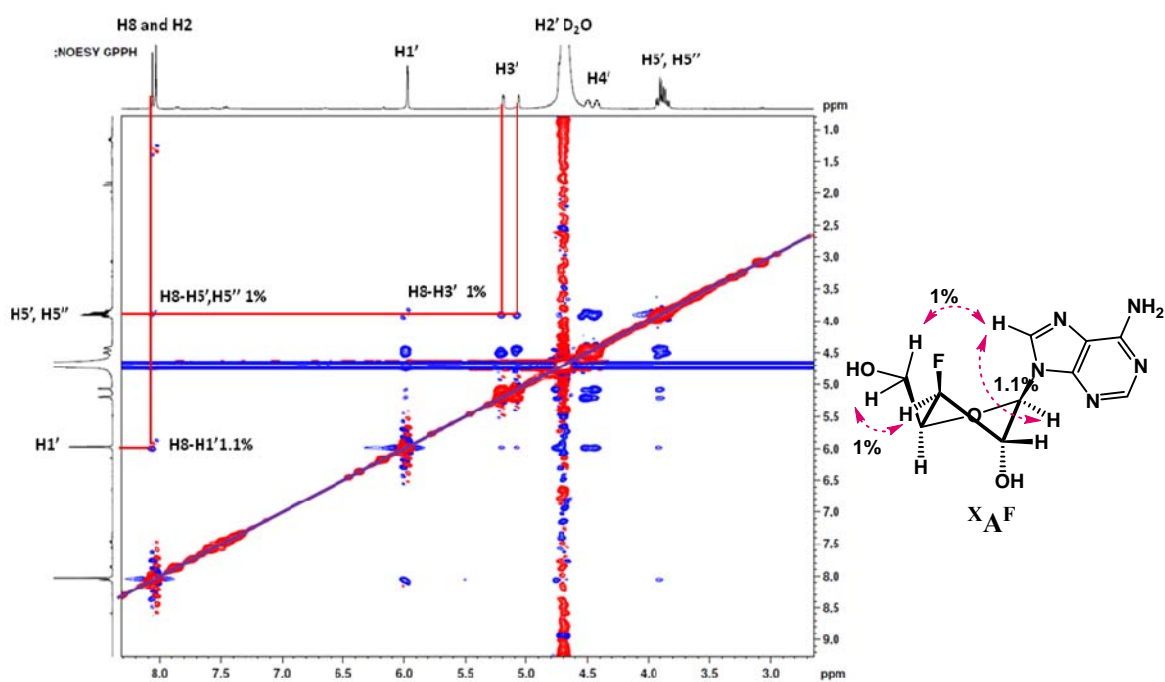 H8 and H2
H2' D₂O
;NOESY GPPH
H1'
H3'
H4'
H5', H5''
ppm
1.0
1.5
2.0
2.5
3.0
3.5
4.0
4.5
5.0
5.5
6.0
6.5
7.0
7.5
8.0
8.5
9.0
ppm
H5', H5''
H1'
H8-H5',H5'' 1%
H8-H3' 1%
H8-H1'1.1%
8.0
7.5
7.0
6.5
6.0
5.5
5.0
4.5
4.0
3.5
3.0
ppm
1%
H
N
NH₂
H
F
HO
N
N
N
N
1.1%
H
H
O
H
1%
H
H
OH
XAF